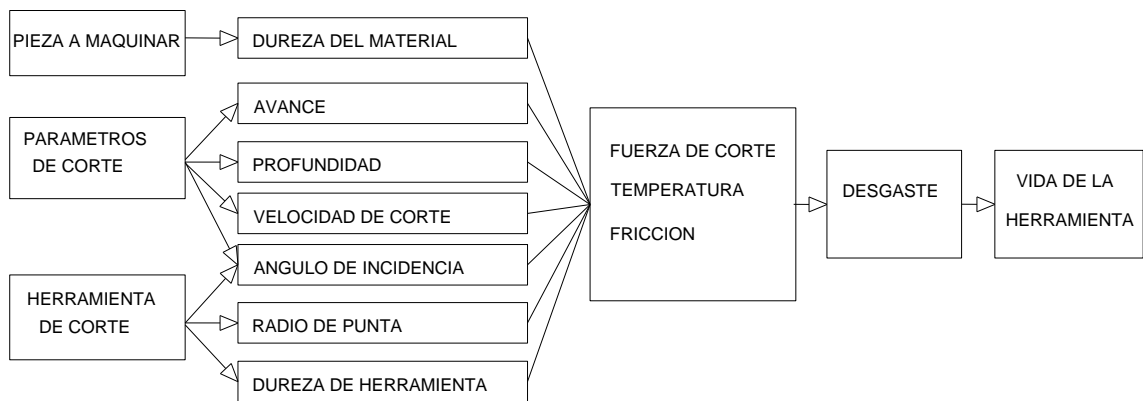 PIEZA A MAQUINAR
DUREZA DEL MATERIAL
AVANCE
PARAMETROS
DE CORTE
PROFUNDIDAD
VELOCIDAD DE CORTE
ANGULO DE INCIDENCIA
HERRAMIENTA
DE CORTE
RADIO DE PUNTA
DUREZA DE HERRAMIENTA
FUERZA DE CORTE
TEMPERATURA
FRICCION
DESGASTE
VIDA DE LA
HERRAMIENTA